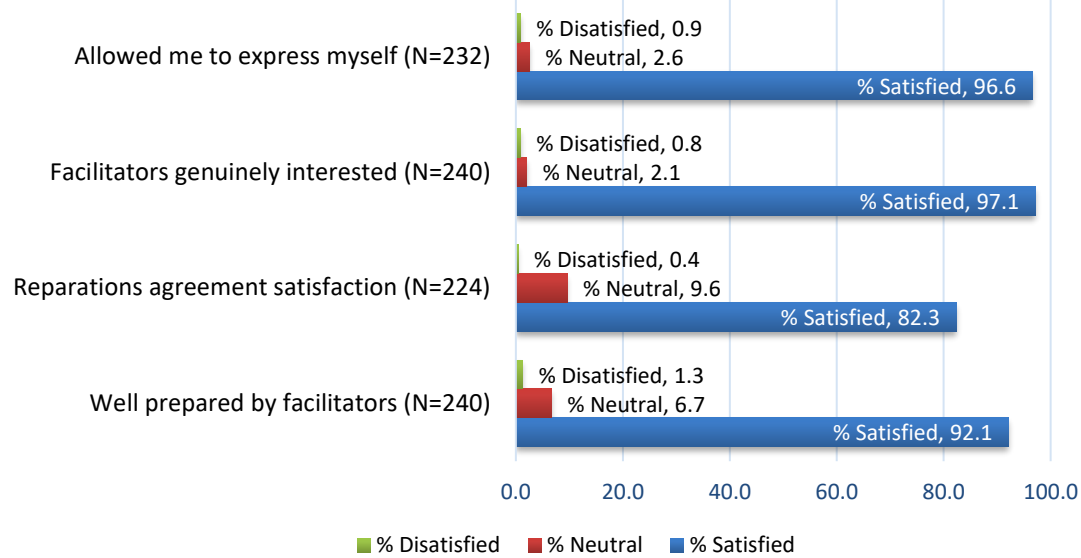 % Disatisfied, 0.9
Allowed me to express myself (N=232)
% Neutral, 2.6
% Satisfied, 96.6
% Disatisfied, 0.8
Facilitators genuinely interested (N=240)
% Neutral, 2.1
% Satisfied, 97.1
% Disatisfied, 0.4
Reparations agreement satisfaction (N=224)
% Neutral, 9.6
% Satisfied, 82.3
% Disatisfied, 1.3
Well prepared by facilitators (N=240)
% Neutral, 6.7
% Satisfied, 92.1
0.0 20.0 40.0 60.0 80.0 100.0
% Disatisfied % Neutral % Satisfied